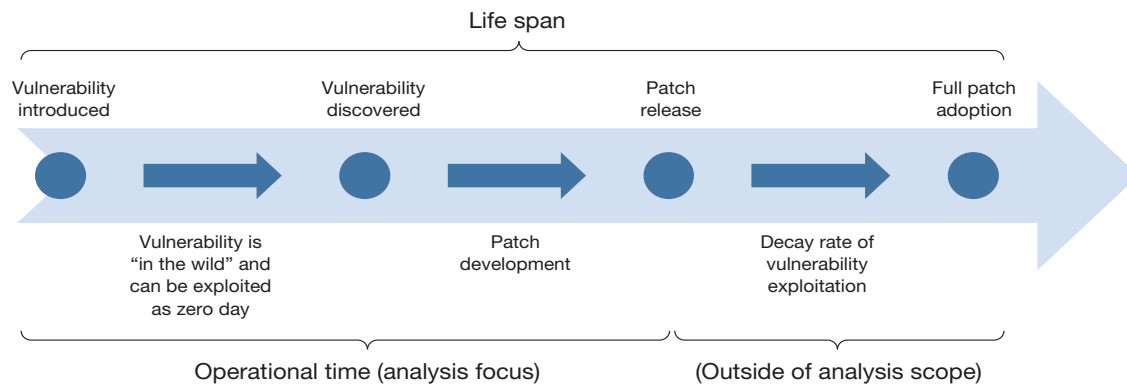 Life span
Vulnerability
introduced
Vulnerability
discovered
Patch
release
Full patch
adoption
Vulnerability is
“in the wild” and
can be exploited
as zero day
Patch
development
Decay rate of
vulnerability
exploitation
Operational time (analysis focus)
(Outside of analysis scope)